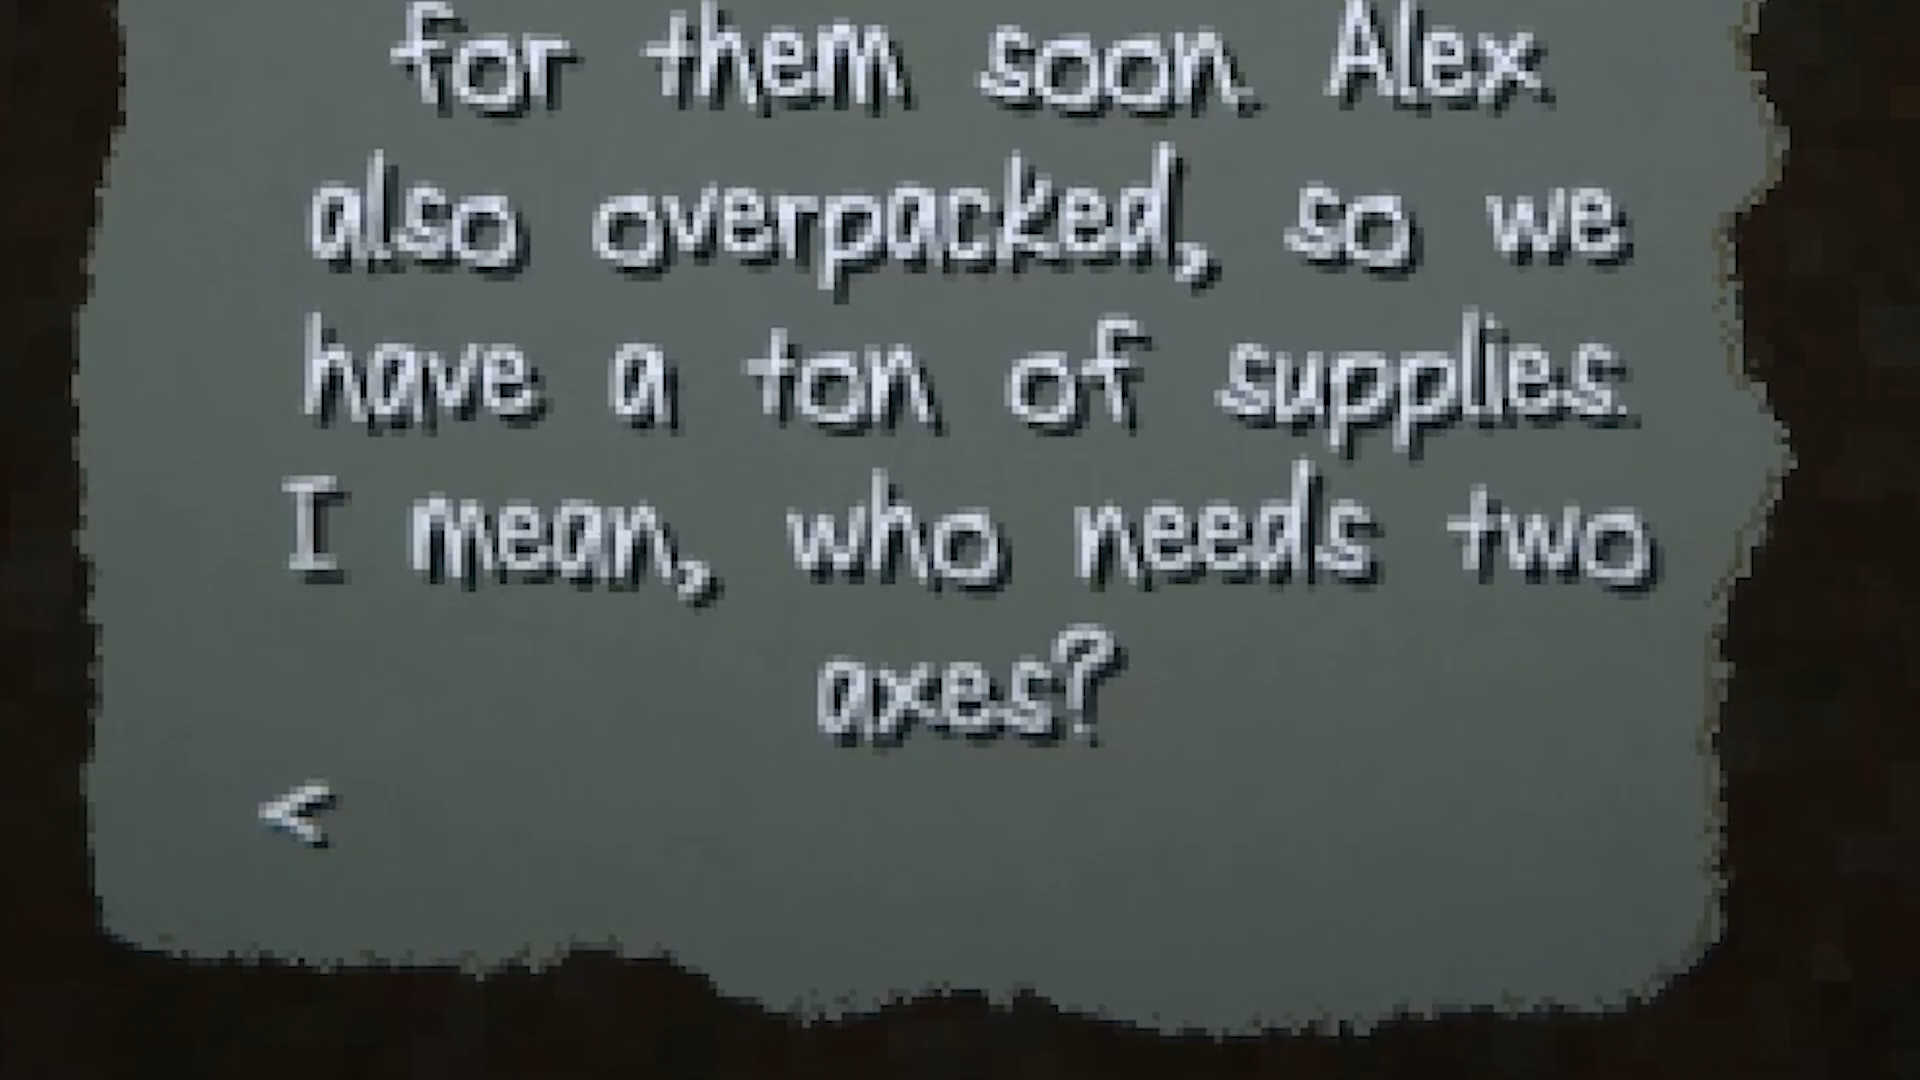 for them soon. Alex
also overpacked, so we
have a ton of supplies.
I mean, who needs two
axes?
<